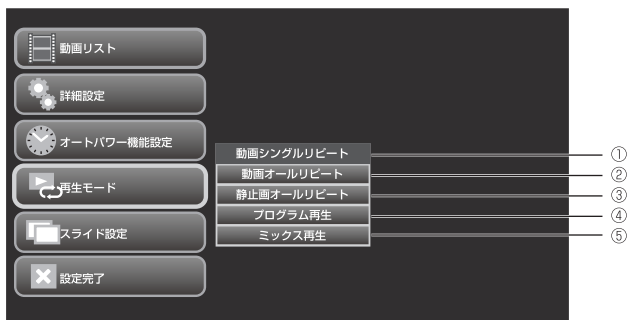 動画リスト
詳細設定
オートパワー機能設定
再生モード
スライド設定
設定完了
動画シングルリピート
動画オールリピート
静止画オールリピート
プログラム再生
ミックス再生
①
②
③
④
⑤